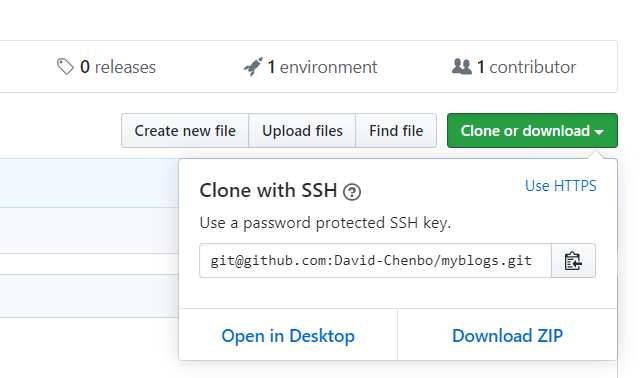 0 releases 1 environment 1 contributor
Create new file Upload files Find file Clone or download
Clone with SSH ? Use HTTPS
Use a password protected SSH key.
git@github.com:David-Chenbo/myblogs.git
Open in Desktop Download ZIP